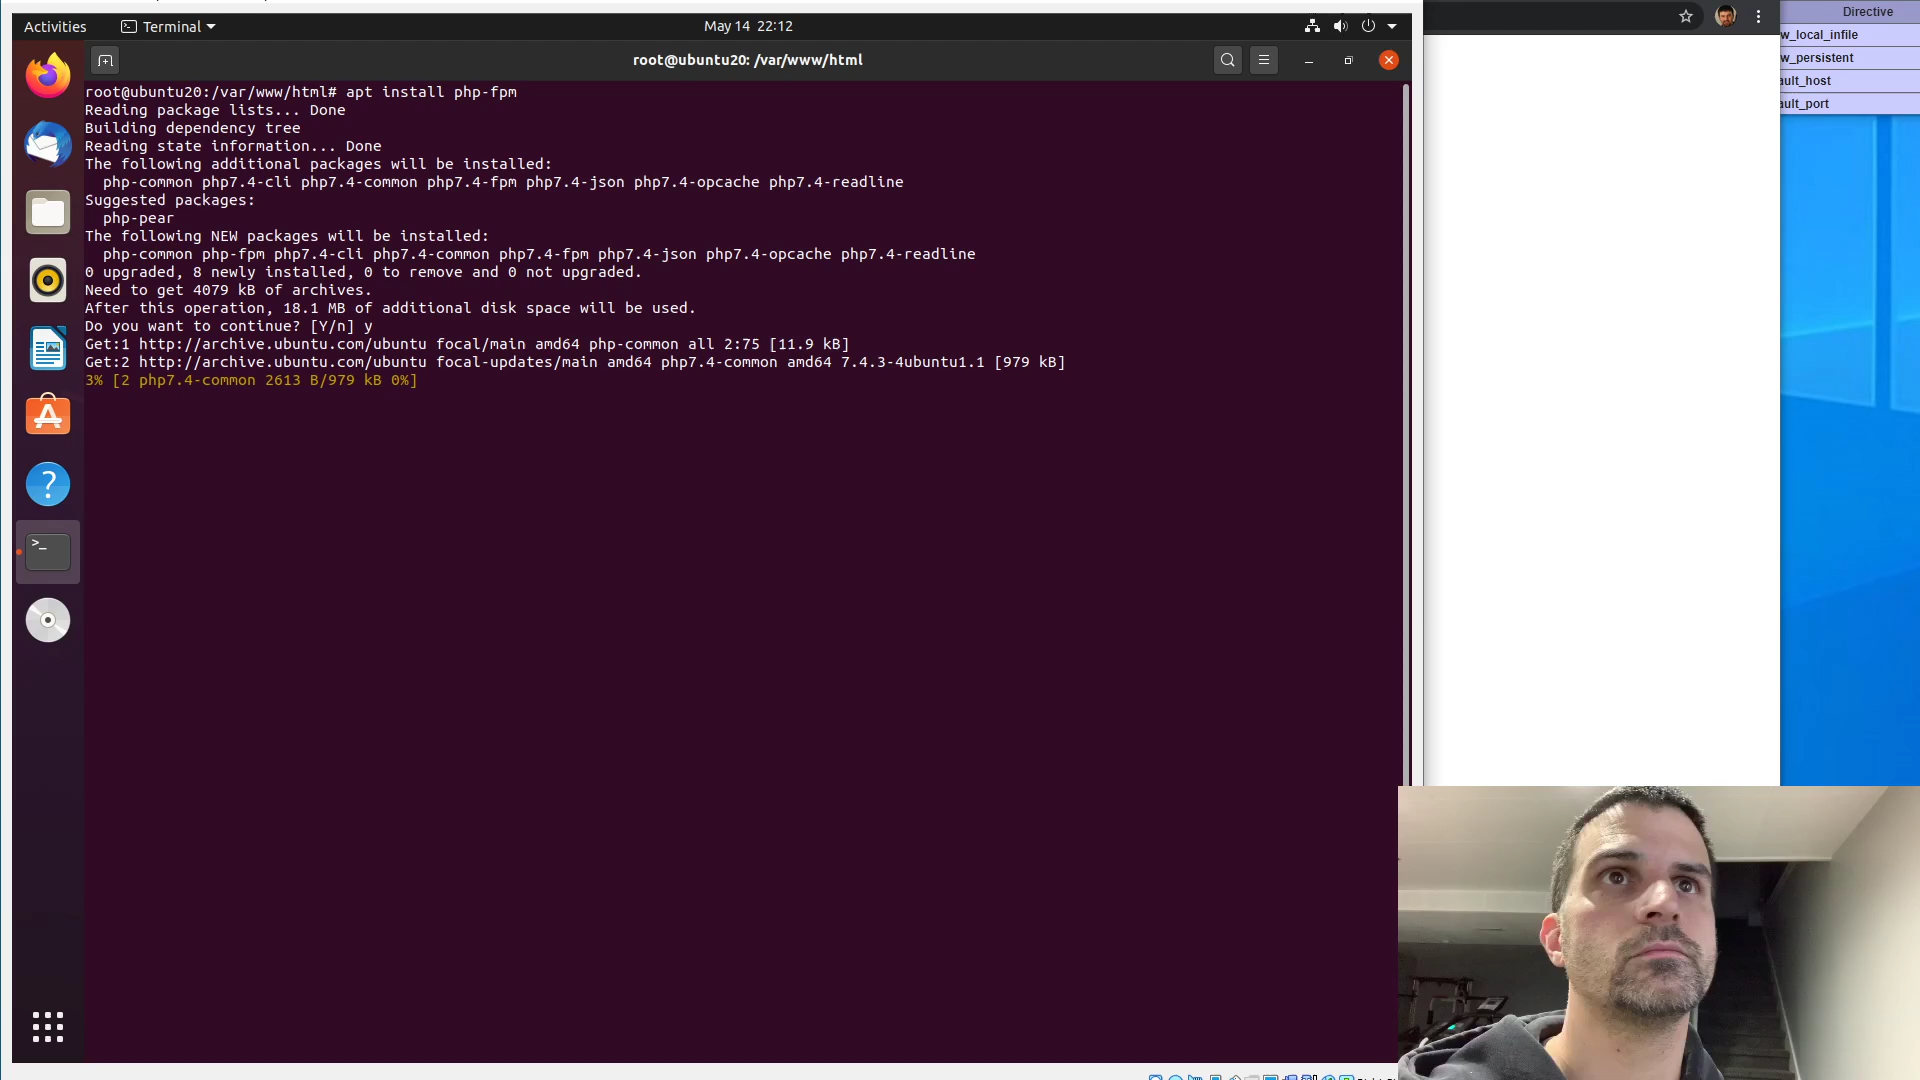 Activities
Terminal
May 14 22:12
root@ubuntu20: /var/www/html
root@ubuntu20:/var/www/html# apt install php-fpm
Reading package lists... Done
Building dependency tree
Reading state information... Done
The following additional packages will be installed:
php-common php7.4-cli php7.4-common php7.4-fpm php7.4-json php7.4-opcache php7.4-readline
Suggested packages:
php-pear
The following NEW packages will be installed:
php-common php-fpm php7.4-cli php7.4-common php7.4-fpm php7.4-json php7.4-opcache php7.4-readline
0 upgraded, 8 newly installed, 0 to remove and 0 not upgraded.
Need to get 4079 kB of archives.
After this operation, 18.1 MB of additional disk space will be used.
Do you want to continue? [Y/n] y
Get:1 http://archive.ubuntu.com/ubuntu focal/main amd64 php-common all 2:75 [11.9 kB]
Get:2 http://archive.ubuntu.com/ubuntu focal-updates/main amd64 php7.4-common amd64 7.4.3-4ubuntu1.1 [979 kB]
3% [2 php7.4-common 2613 B/979 kB 0%]
Directive
w_local_infile
w_persistent
ault_host
ault_port